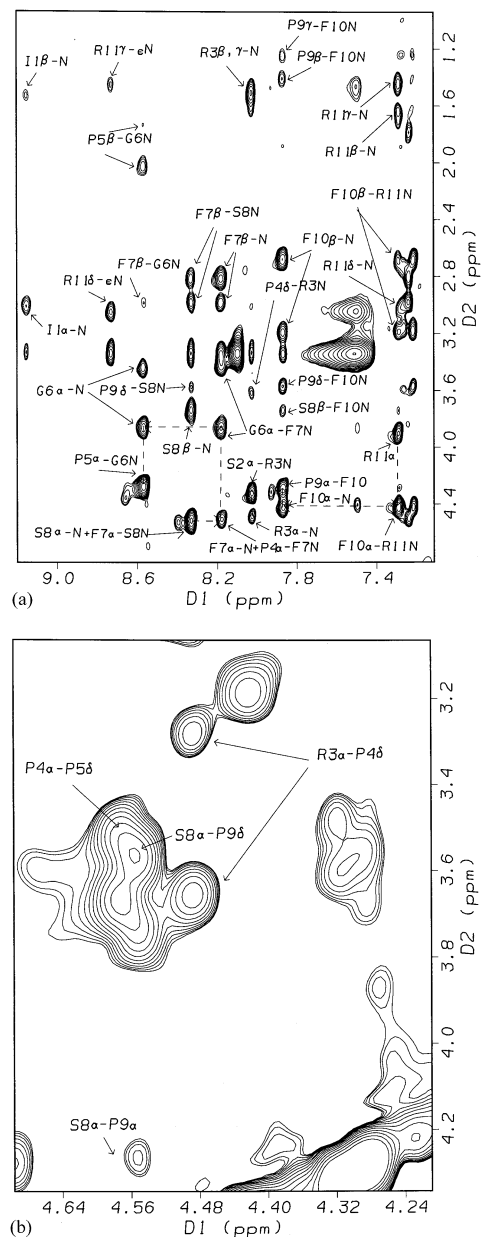 P9γ-F10N
R11γ-eN
R3β,γ-N
I1β-N
P9β-F10N
P5β-G6N
R11γ-N
R11β-N
F10β-R11N
F7β-S8N
F7β-N
F10β-N
R11δ-N
F7β-G6N
R11δ-eN
P4δ-R3N
I1α-N
G6α-N
P9δ-S8N
P9δ-F10N
S8β-F10N
G6α-F7N
S8β-N
R11α
P5α-G6N
S2α-R3N
P9α-F10
F10α-N
S8α-N+F7α-S8N
R3α-N
F10α-R11N
F7α-N+P4α-F7N
1.2
1.6
2.0
2.4
2.8
3.2
3.6
4.0
4.4
D2 (ppm)
9.0 8.6 8.2 7.8 7.4
D1 (ppm)
(a)
P4α-P5δ
R3α-P4δ
S8α-P9δ
S8α-P9α
3.2
3.4
3.6
3.8
4.0
4.2
D2 (ppm)
4.64 4.56 4.48 4.40 4.32 4.24
D1 (ppm)
(b)